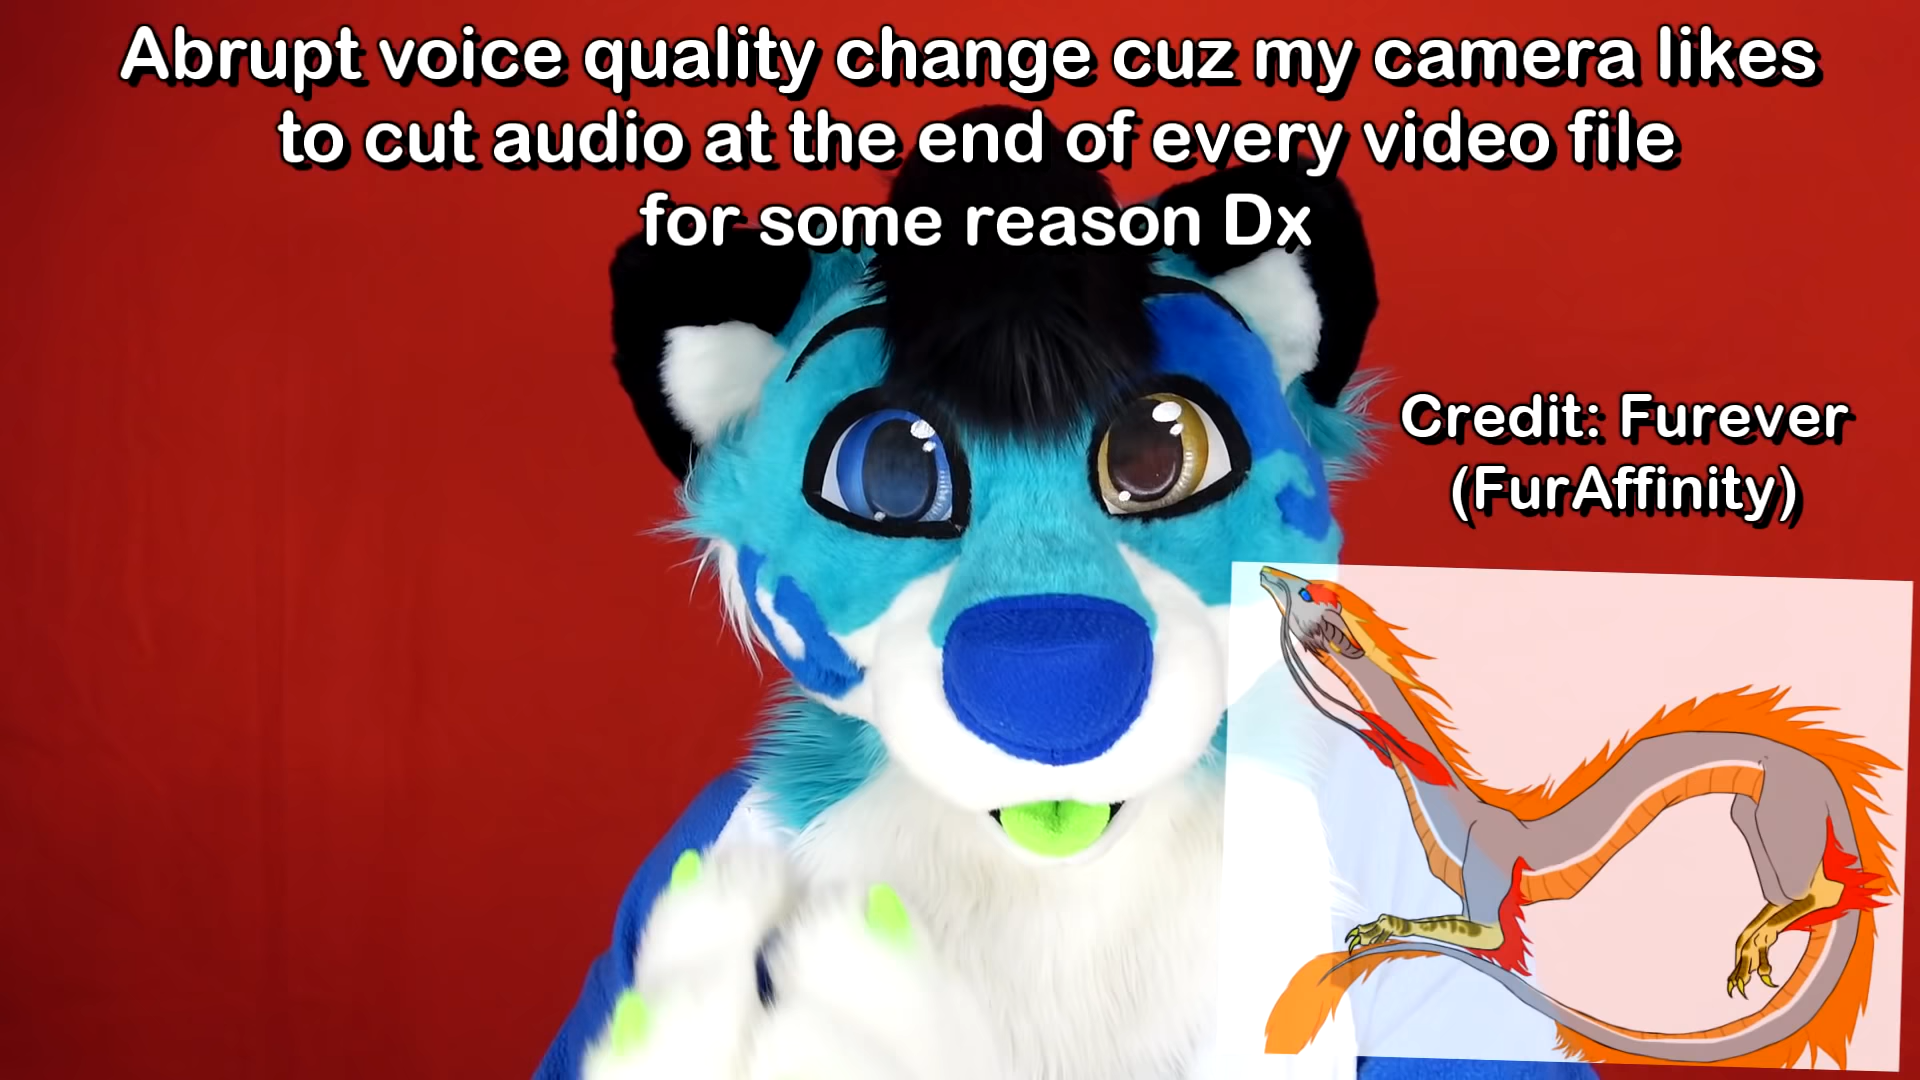 Abrupt voice quality change cuz my camera likes
to cut audio at the end of every video file
for some reason Dx
Credit: Furever
(FurAffinity)